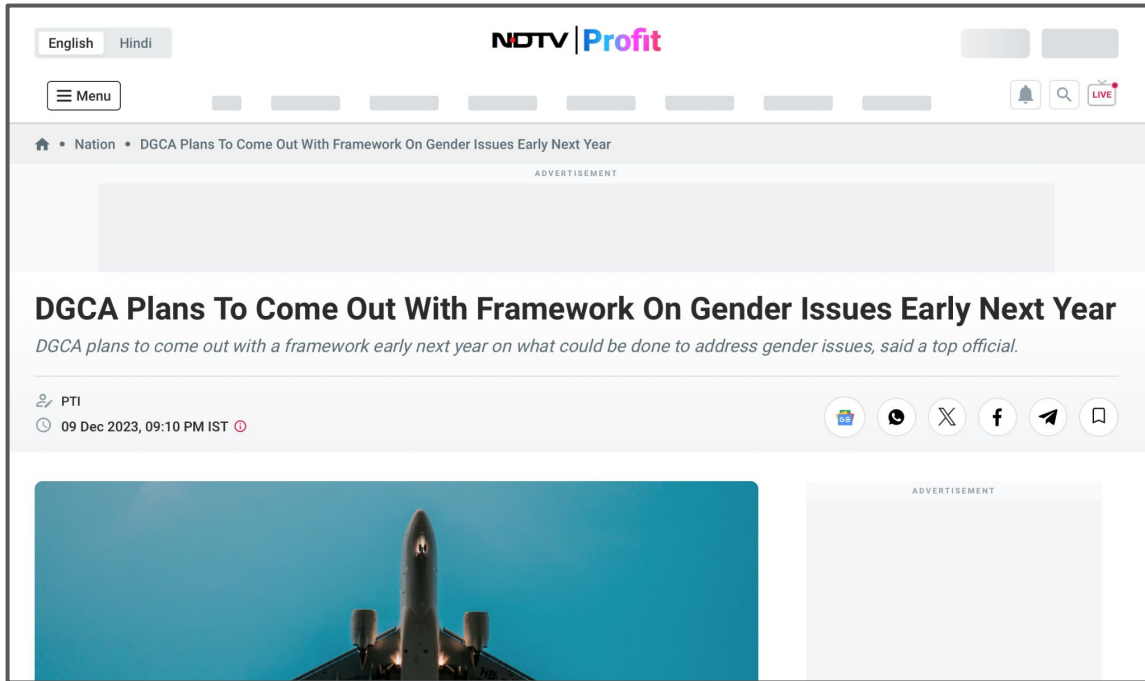 English Hindi
NDTV Profit
Menu
LIVE
Nation • DGCA Plans To Come Out With Framework On Gender Issues Early Next Year
ADVERTISEMENT
DGCA Plans To Come Out With Framework On Gender Issues Early Next Year
DGCA plans to come out with a framework early next year on what could be done to address gender issues, said a top official.
PTI
09 Dec 2023, 09:10 PM IST
ADVERTISEMENT